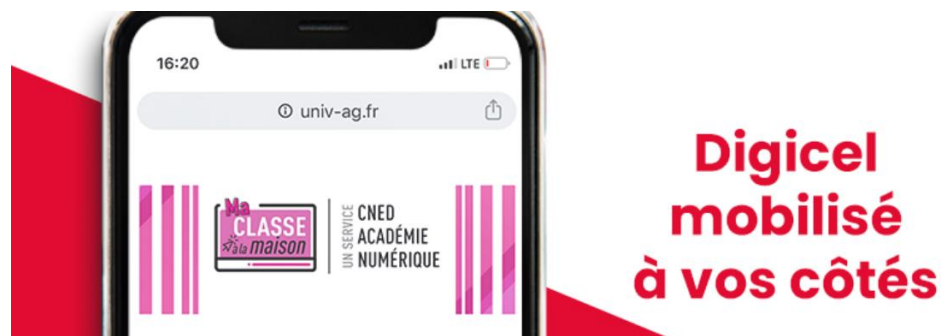 16:20
LTE
univ-ag.fr
Ma
CLASSE
à la maison
UN SERVICE
CNED
ACADÉMIE
NUMÉRIQUE
Digicel
mobilisé
à vos côtés